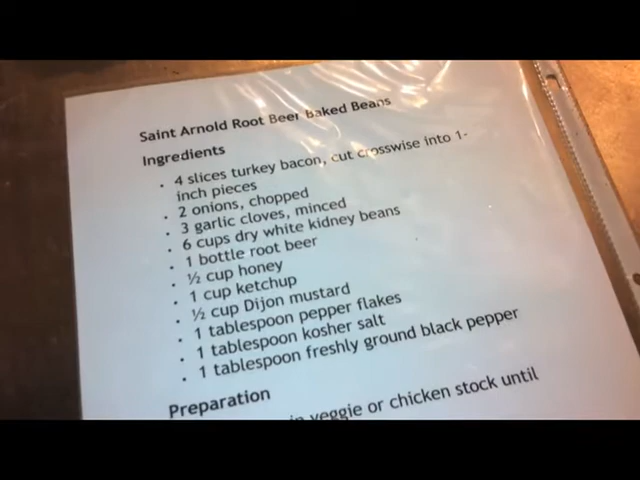 Saint Arnold Root Beer Baked Beans
Ingredients
• 4 slices turkey bacon, cut crosswise into 1-
inch pieces
• 2 onions, chopped
• 3 garlic cloves, minced
• 6 cups dry white kidney beans
• 1 bottle root beer
• ½ cup honey
• 1 cup ketchup
• ½ cup Dijon mustard
• 1 tablespoon pepper flakes
• 1 tablespoon kosher salt
• 1 tablespoon freshly ground black pepper
Preparation
in veggie or chicken stock until